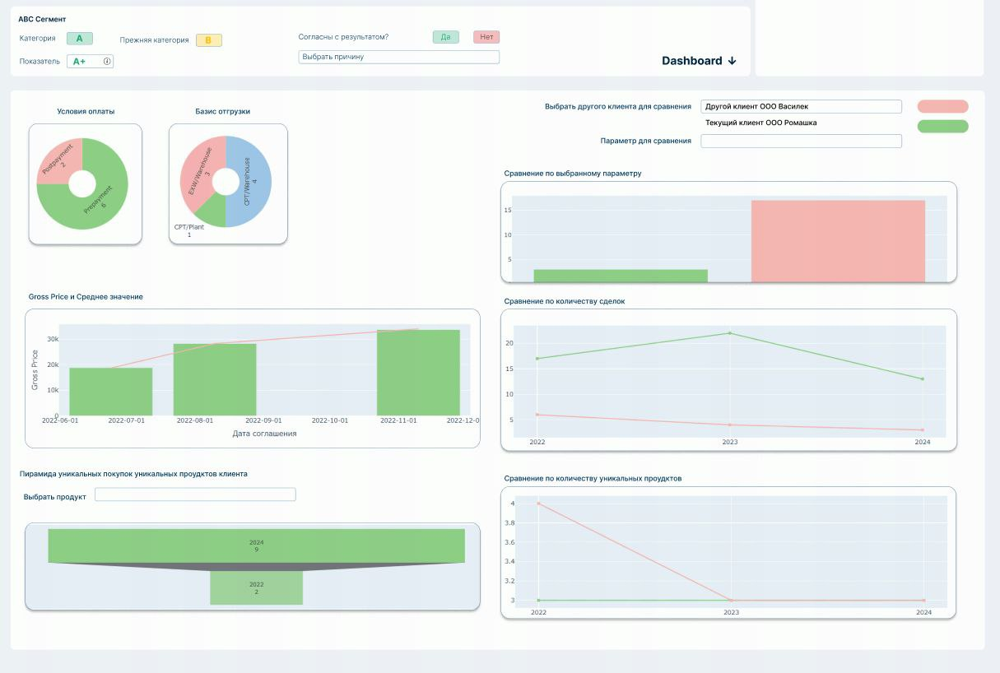 ABC Сегмент
Категория A Прежняя категория B
Показатель A+
Согласны с результатом? Да Нет
Выбрать причину
Dashboard ↓
Условия оплаты
Postpayment
2
Prepayment
6
Базис отгрузки
EXW/Warehouse
3
CPT/Warehouse
4
CPT/Plant
1
Выбрать другого клиента для сравнения Другой клиент ООО Василек
Текущий клиент ООО Ромашка
Параметр для сравнения
Сравнение по выбранному параметру
15
10
5
Gross Price и Среднее значение
Gross Price
30k
20k
10k
0
2022-06-01 2022-07-01 2022-08-01 2022-09-01 2022-10-01 2022-11-01 2022-12-0
Дата соглашения
Сравнение по количеству сделок
20
15
10
5
2022 2023 2024
Пирамида уникальных покупок уникальных проудктов клиента
Выбрать продукт
2024
9
2022
2
Сравнение по количеству уникальных проудктов
4
3.8
3.6
3.4
3.2
3
2022 2023 2024